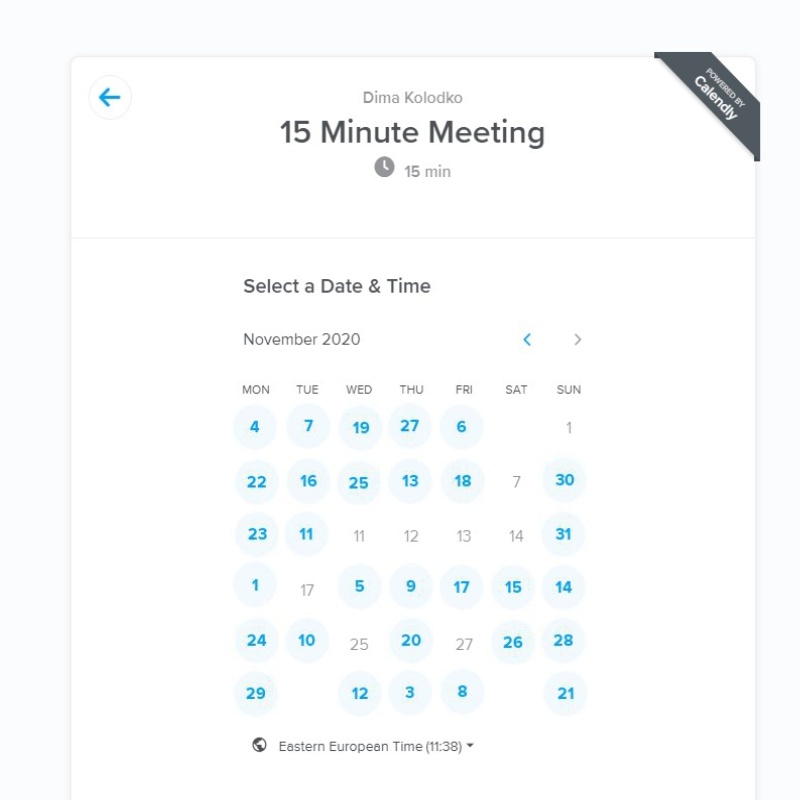 POWERED BY
Calendly
Dima Kolodko
15 Minute Meeting
15 min
Select a Date & Time
November 2020
MON TUE WED THU FRI SAT SUN
4 7 19 27 6 1
22 16 25 13 18 7 30
23 11 11 12 13 14 31
1 17 5 9 17 15 14
24 10 25 20 27 26 28
29 12 3 8 21
Eastern European Time (11:38)